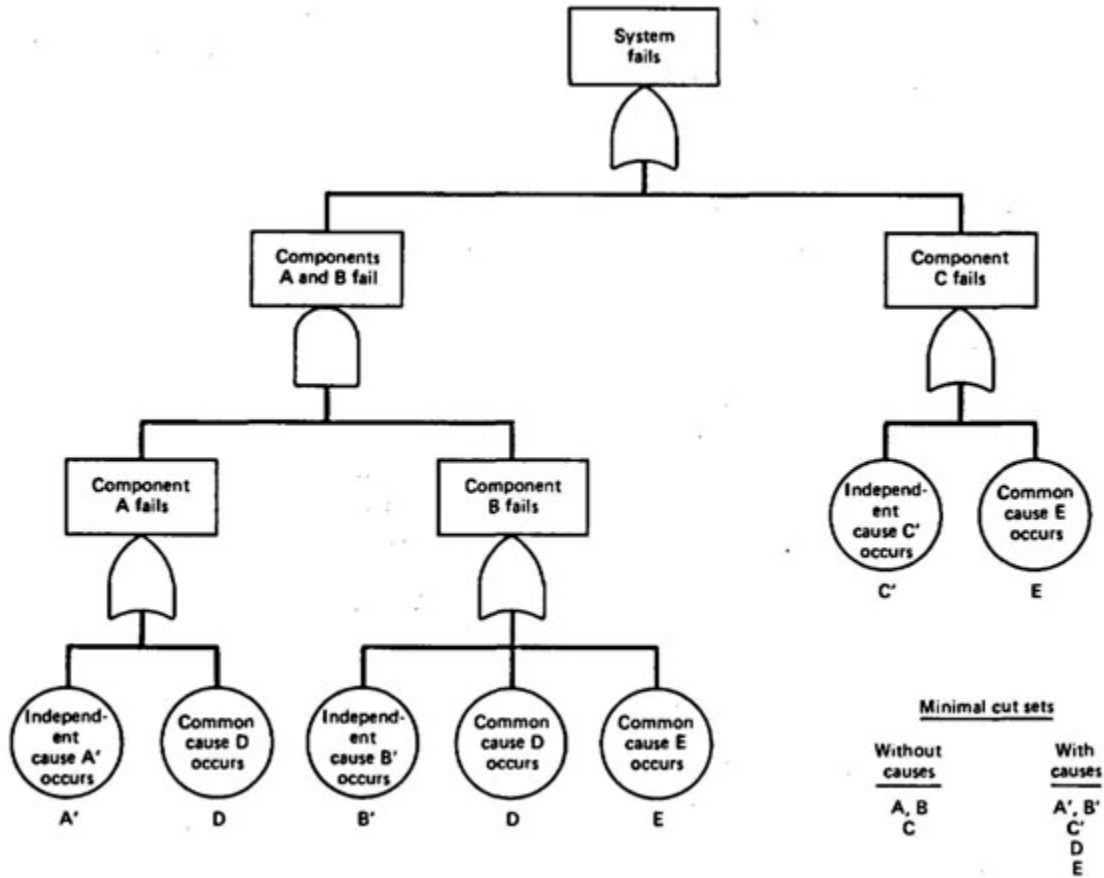 System
fails
Components
A and B fail
Component
C fails
Component
A fails
Component
B fails
Independ-
ent
cause C'
occurs
Common
cause E
occurs
C'
E
Independ-
ent
cause A'
occurs
Common
cause D
occurs
Independ-
ent
cause B'
occurs
Common
cause D
occurs
Common
cause E
occurs
A'
D
B'
D
E
Minimal cut sets
Without
causes
A, B
C
With
causes
A', B'
C'
D
E